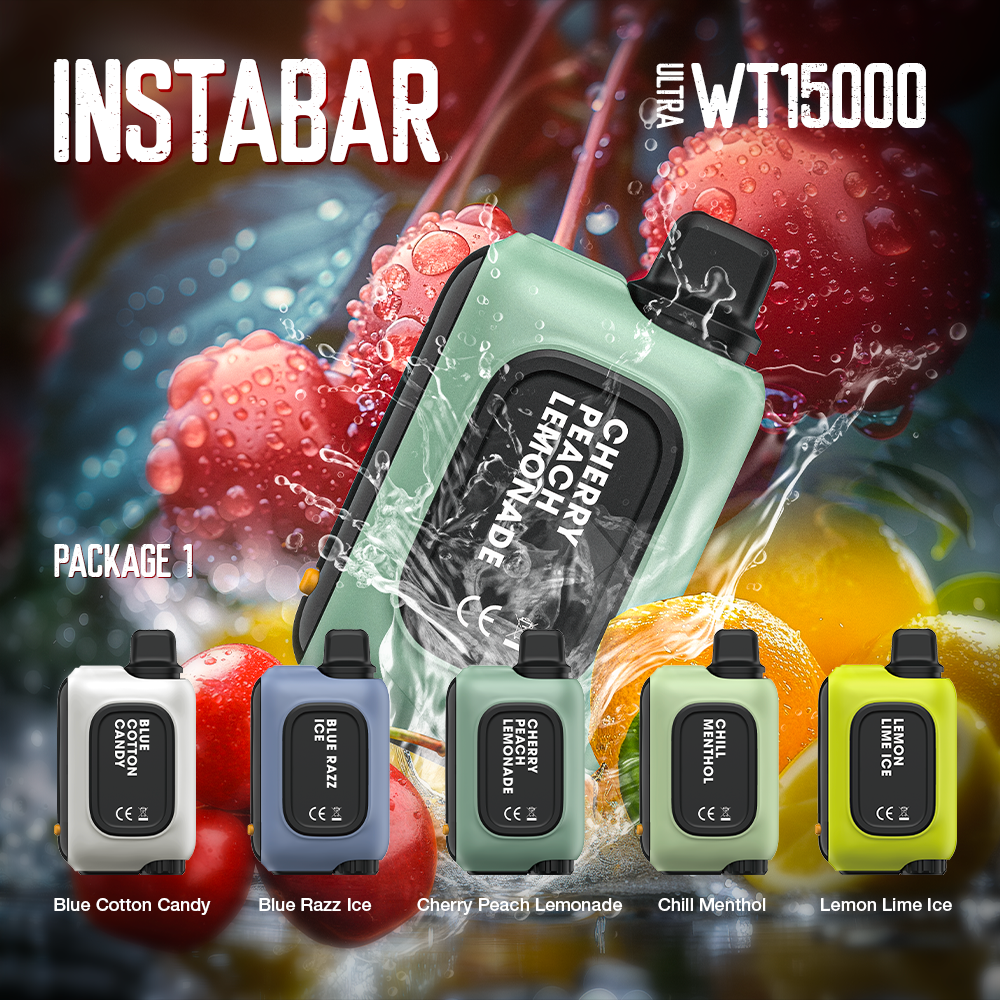 INSTABAR
ULTRA WT15000
CHERRY
PEACH
LEMONADE
CE
PACKAGE 1
BLUE
COTTON
CANDY
CE
BLUE RAZZ
ICE
CE
CHERRY
PEACH
LEMONADE
CE
CHILL
MENTHOL
CE
LEMON
LIME ICE
CE
Blue Cotton Candy
Blue Razz Ice
Cherry Peach Lemonade
Chill Menthol
Lemon Lime Ice